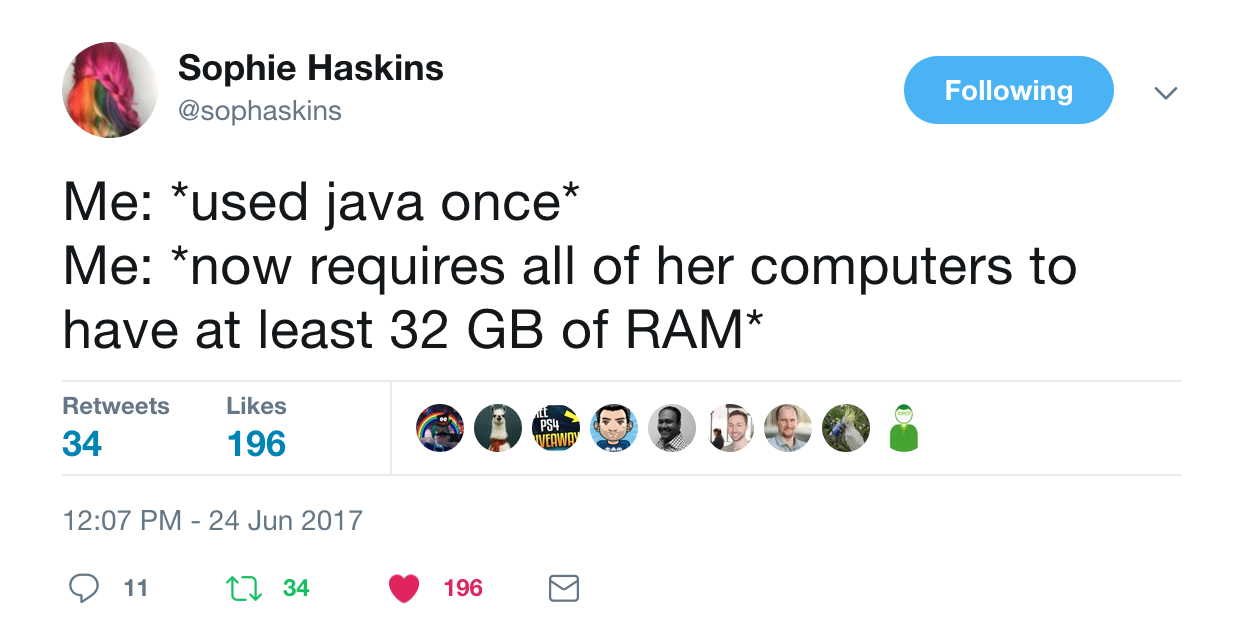 Sophie Haskins
@sophaskins
Following
Me: *used java once*
Me: *now requires all of her computers to
have at least 32 GB of RAM*
Retweets
34
Likes
196
PS4
12:07 PM - 24 Jun 2017
11
34
196